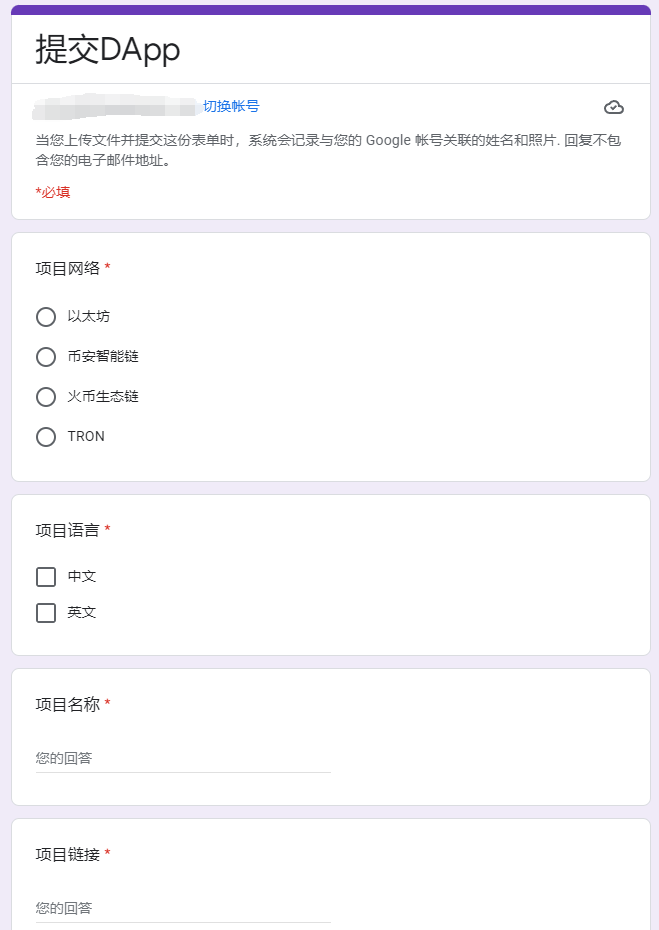 提交DApp
切换帐号
当您上传文件并提交这份表单时，系统会记录与您的 Google 帐号关联的姓名和照片. 回复不包
含您的电子邮件地址。
*必填
项目网络 *
以太坊
币安智能链
火币生态链
TRON
项目语言 *
中文
英文
项目名称 *
您的回答
项目链接 *
您的回答